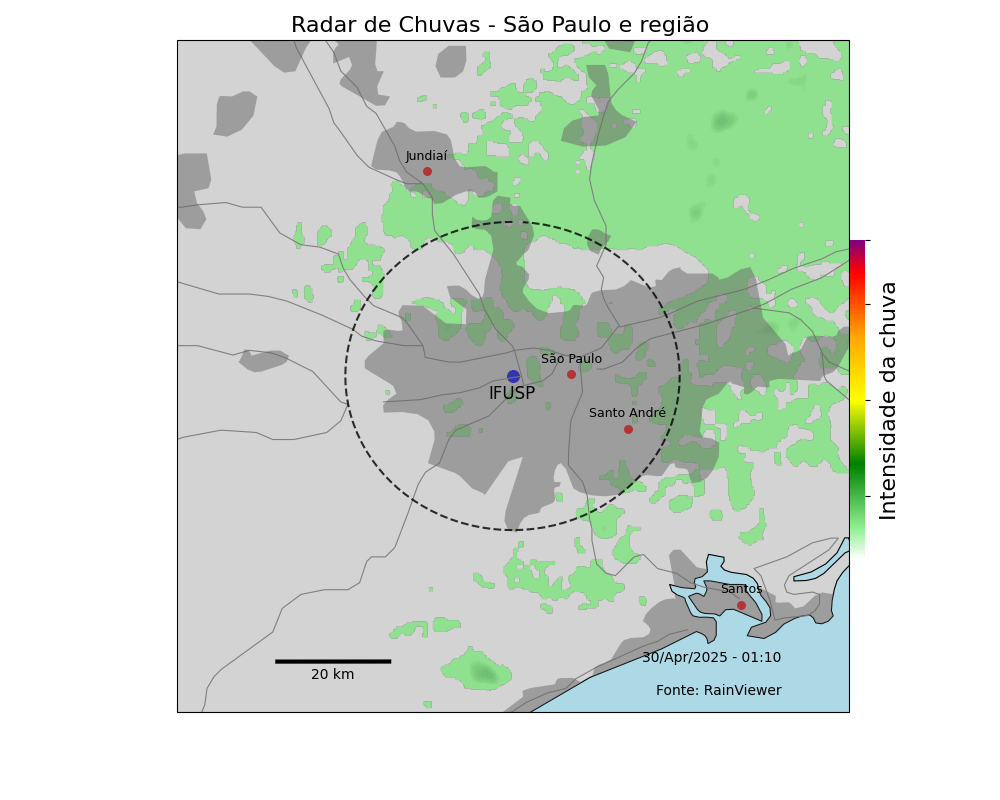 Radar de Chuvas - São Paulo e região
Jundiaí
São Paulo
IFUSP
Santo André
Intensidade da chuva
Santos
30/Apr/2025 - 01:10
20 km
Fonte: RainViewer